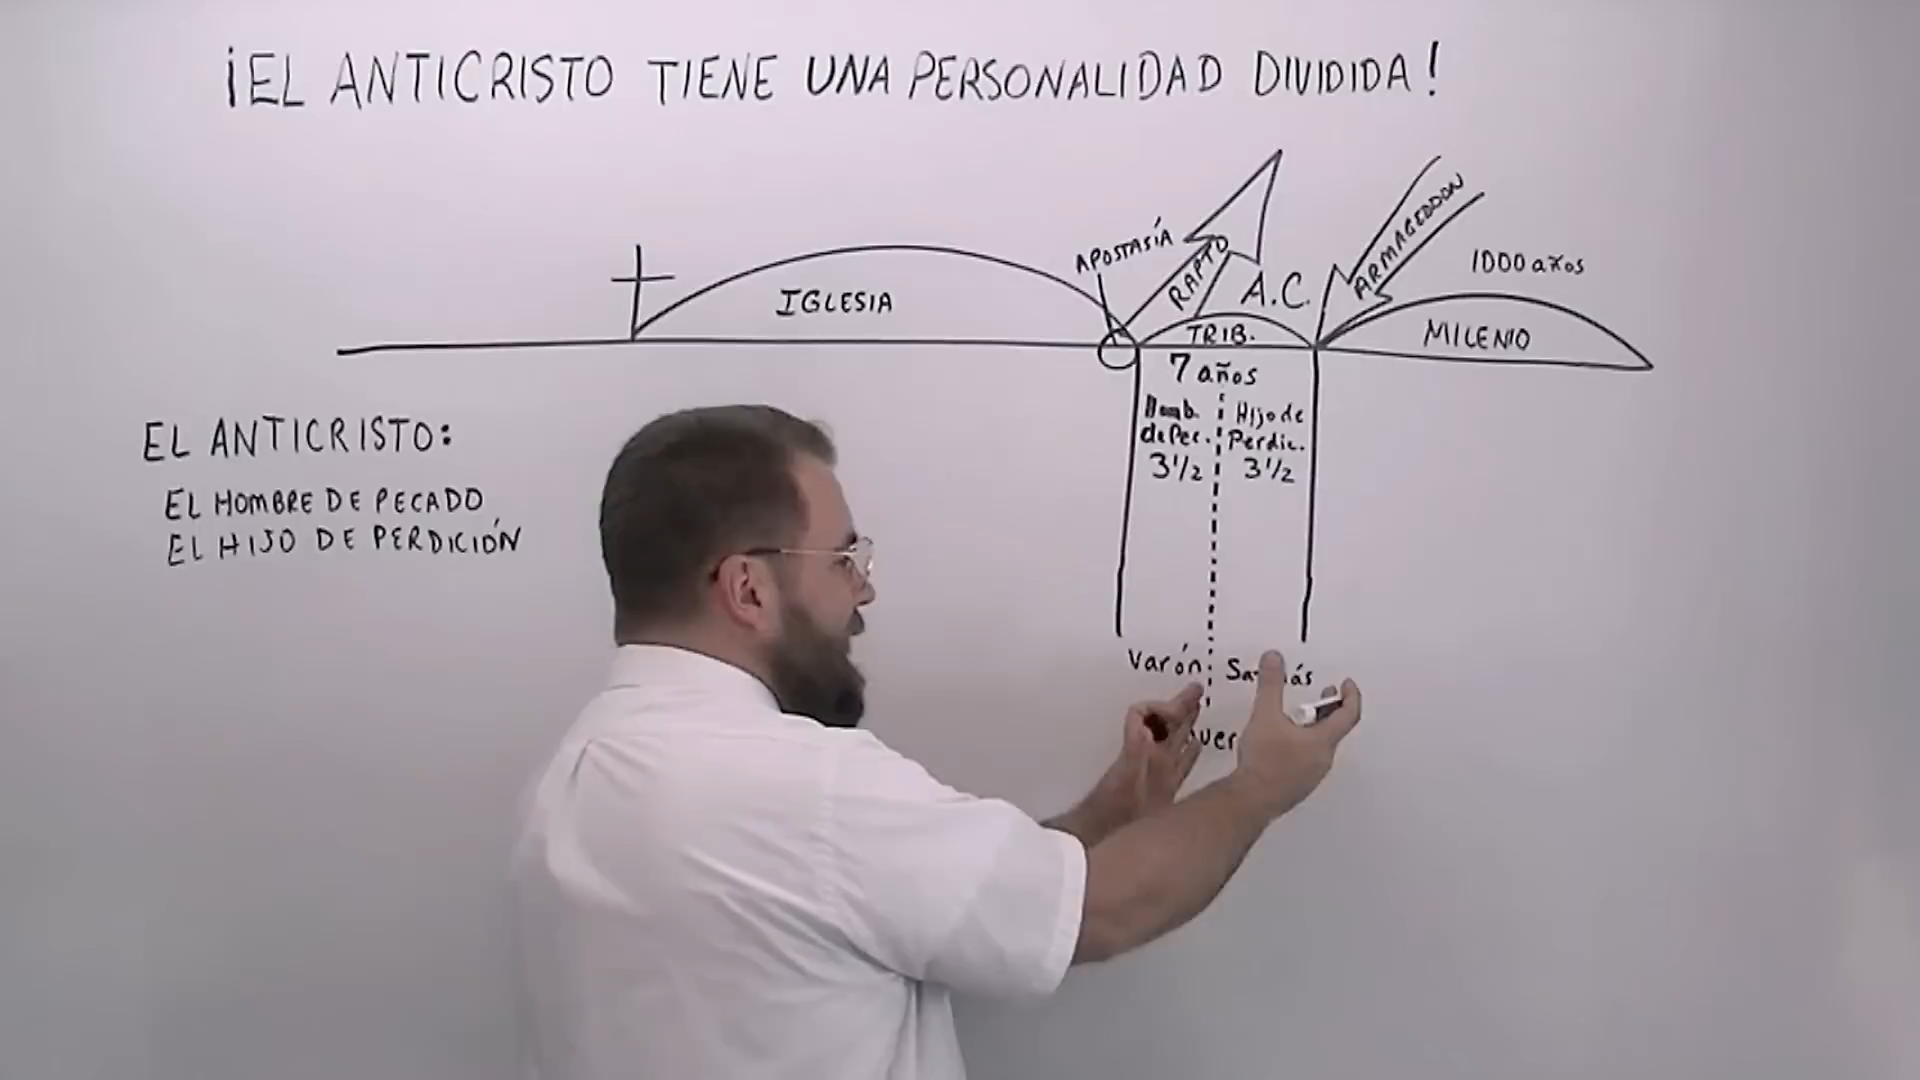 ¡EL ANTICRISTO TIENE UNA PERSONALIDAD DIVIDIDA!
APOSTASÍA
RAPTO
A.C.
ARMAGEDDON
1000 años
IGLESIA
TRIB.
MILENIO
7 años
Homb. de Pec. 3 1/2
Hijo de Perdic. 3 1/2
EL ANTICRISTO:
EL HOMBRE DE PECADO
EL HIJO DE PERDICIÓN
Varón